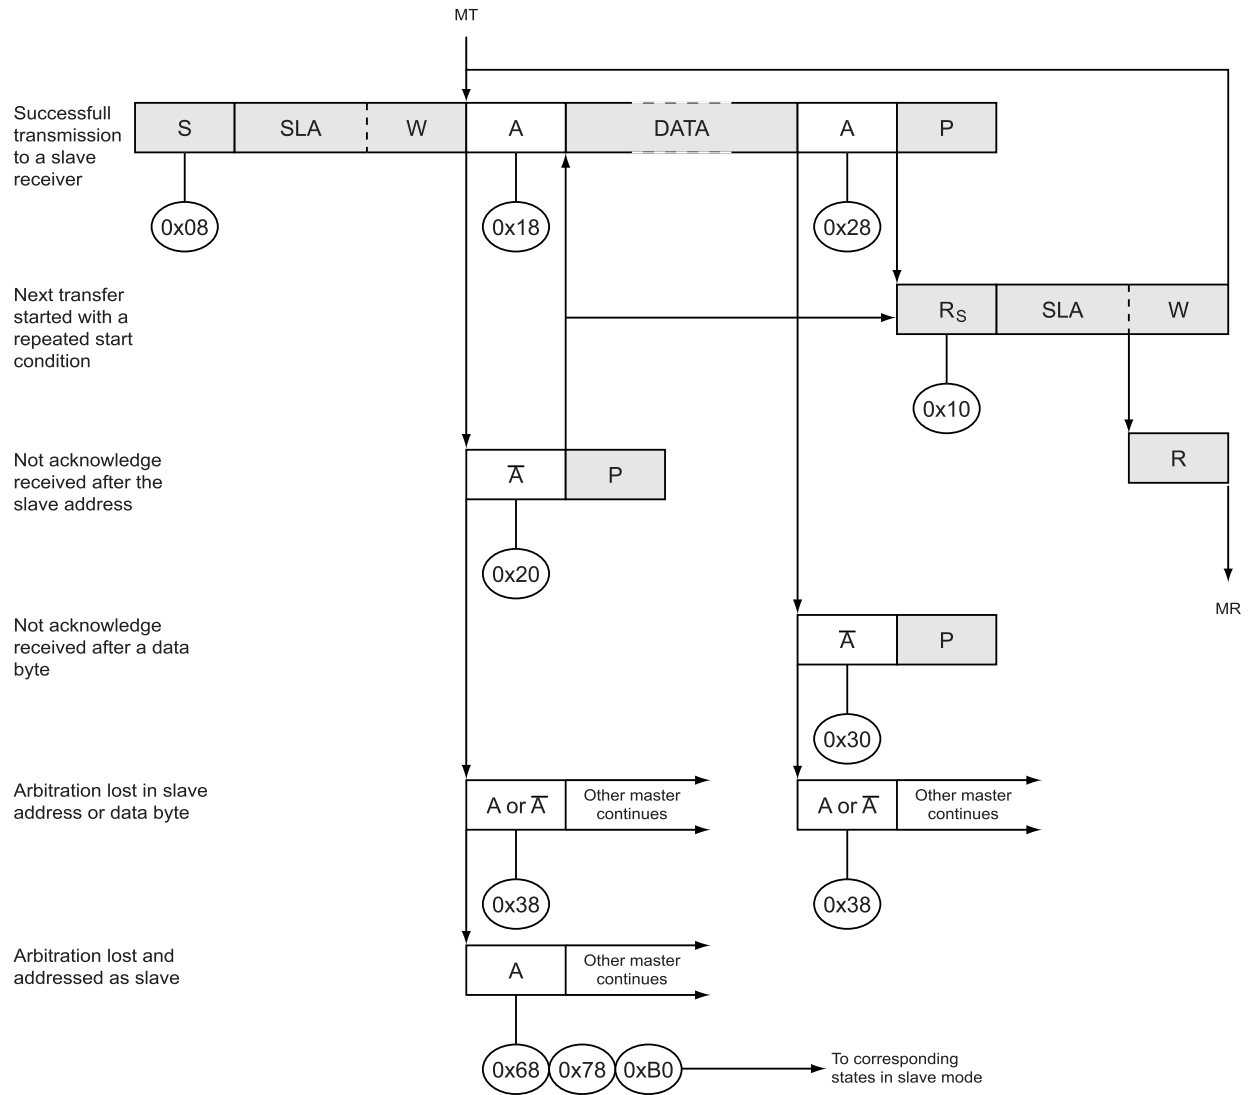 MT
Successfull
transmission
to a slave
receiver
S SLA W A DATA A P
0x08 0x18 0x28
Next transfer
started with a
repeated start
condition
RS SLA W
0x10
Not acknowledge
received after the
slave address
A̅ P
R
0x20
MR
Not acknowledge
received after a data
byte
A̅ P
0x30
Arbitration lost in slave
address or data byte
A or A̅
Other master
continues
A or A̅
Other master
continues
0x38 0x38
Arbitration lost and
addressed as slave
A
Other master
continues
0x68 0x78 0xB0
To corresponding
states in slave mode